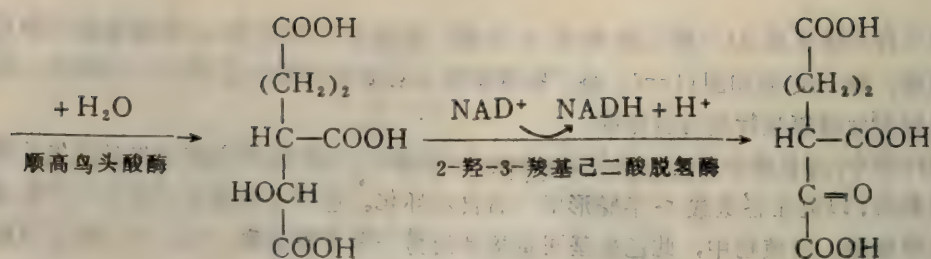 COOH COOH
(CH₂)₂ (CH₂)₂
+ H₂O NAD⁺ NADH + H⁺
HC—COOH HC—COOH
顺高鸟头酸酶 2-羟-3-羧基己二酸脱氢酶
HOCH C=O
COOH COOH